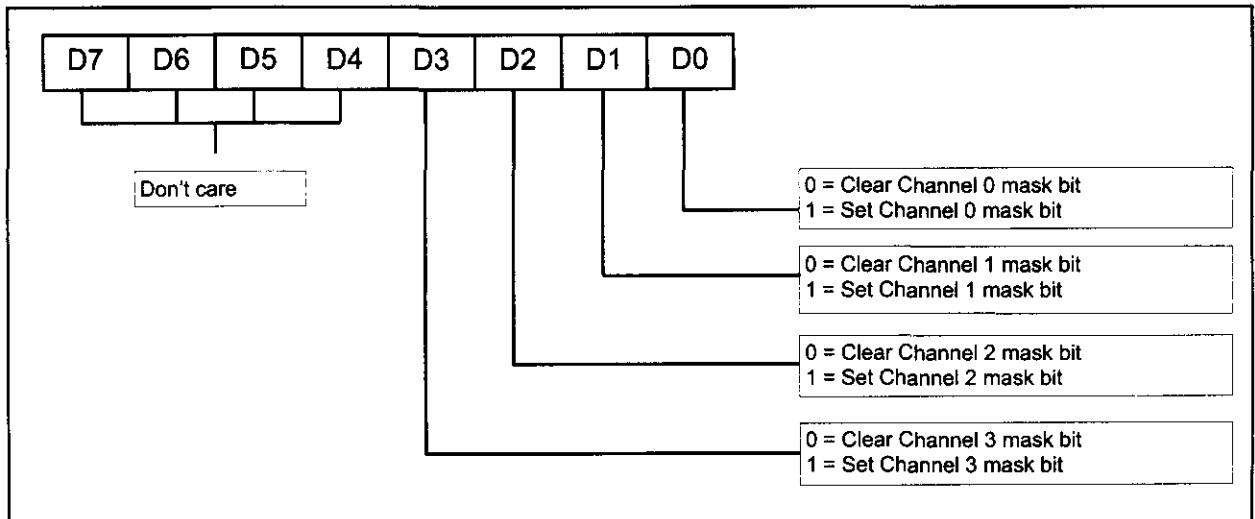 D7 D6 D5 D4 D3 D2 D1 D0
Don't care
0 = Clear Channel 0 mask bit
1 = Set Channel 0 mask bit
0 = Clear Channel 1 mask bit
1 = Set Channel 1 mask bit
0 = Clear Channel 2 mask bit
1 = Set Channel 2 mask bit
0 = Clear Channel 3 mask bit
1 = Set Channel 3 mask bit